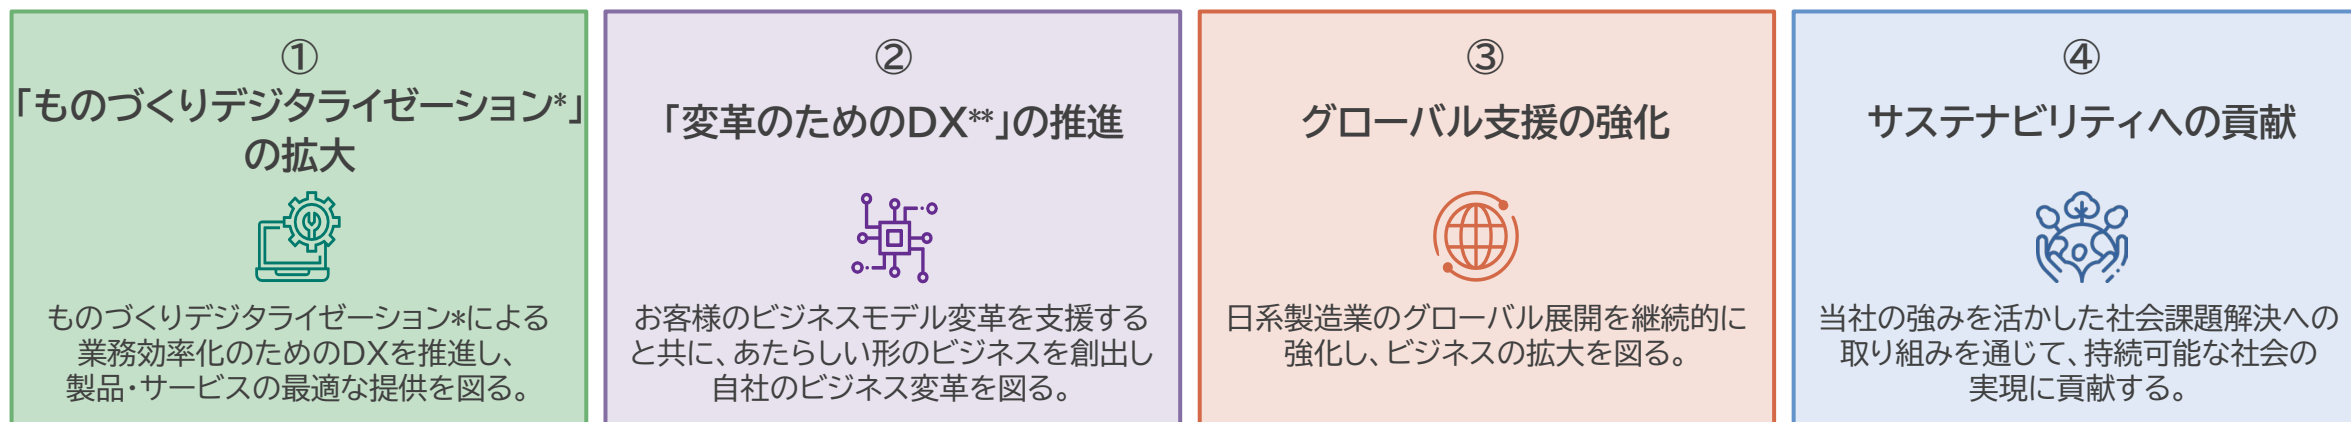 ①
「ものづくりデジタライゼーション*」
の拡大
ものづくりデジタライゼーション*による
業務効率化のためのDXを推進し、
製品・サービスの最適な提供を図る。
②
「変革のためのDX**」の推進
お客様のビジネスモデル変革を支援する
と共に、あたらしい形のビジネスを創出し
自社のビジネス変革を図る。
③
グローバル支援の強化
日系製造業のグローバル展開を継続的に
強化し、ビジネスの拡大を図る。
④
サステナビリティへの貢献
当社の強みを活かした社会課題解決への
取り組みを通じて、持続可能な社会の
実現に貢献する。